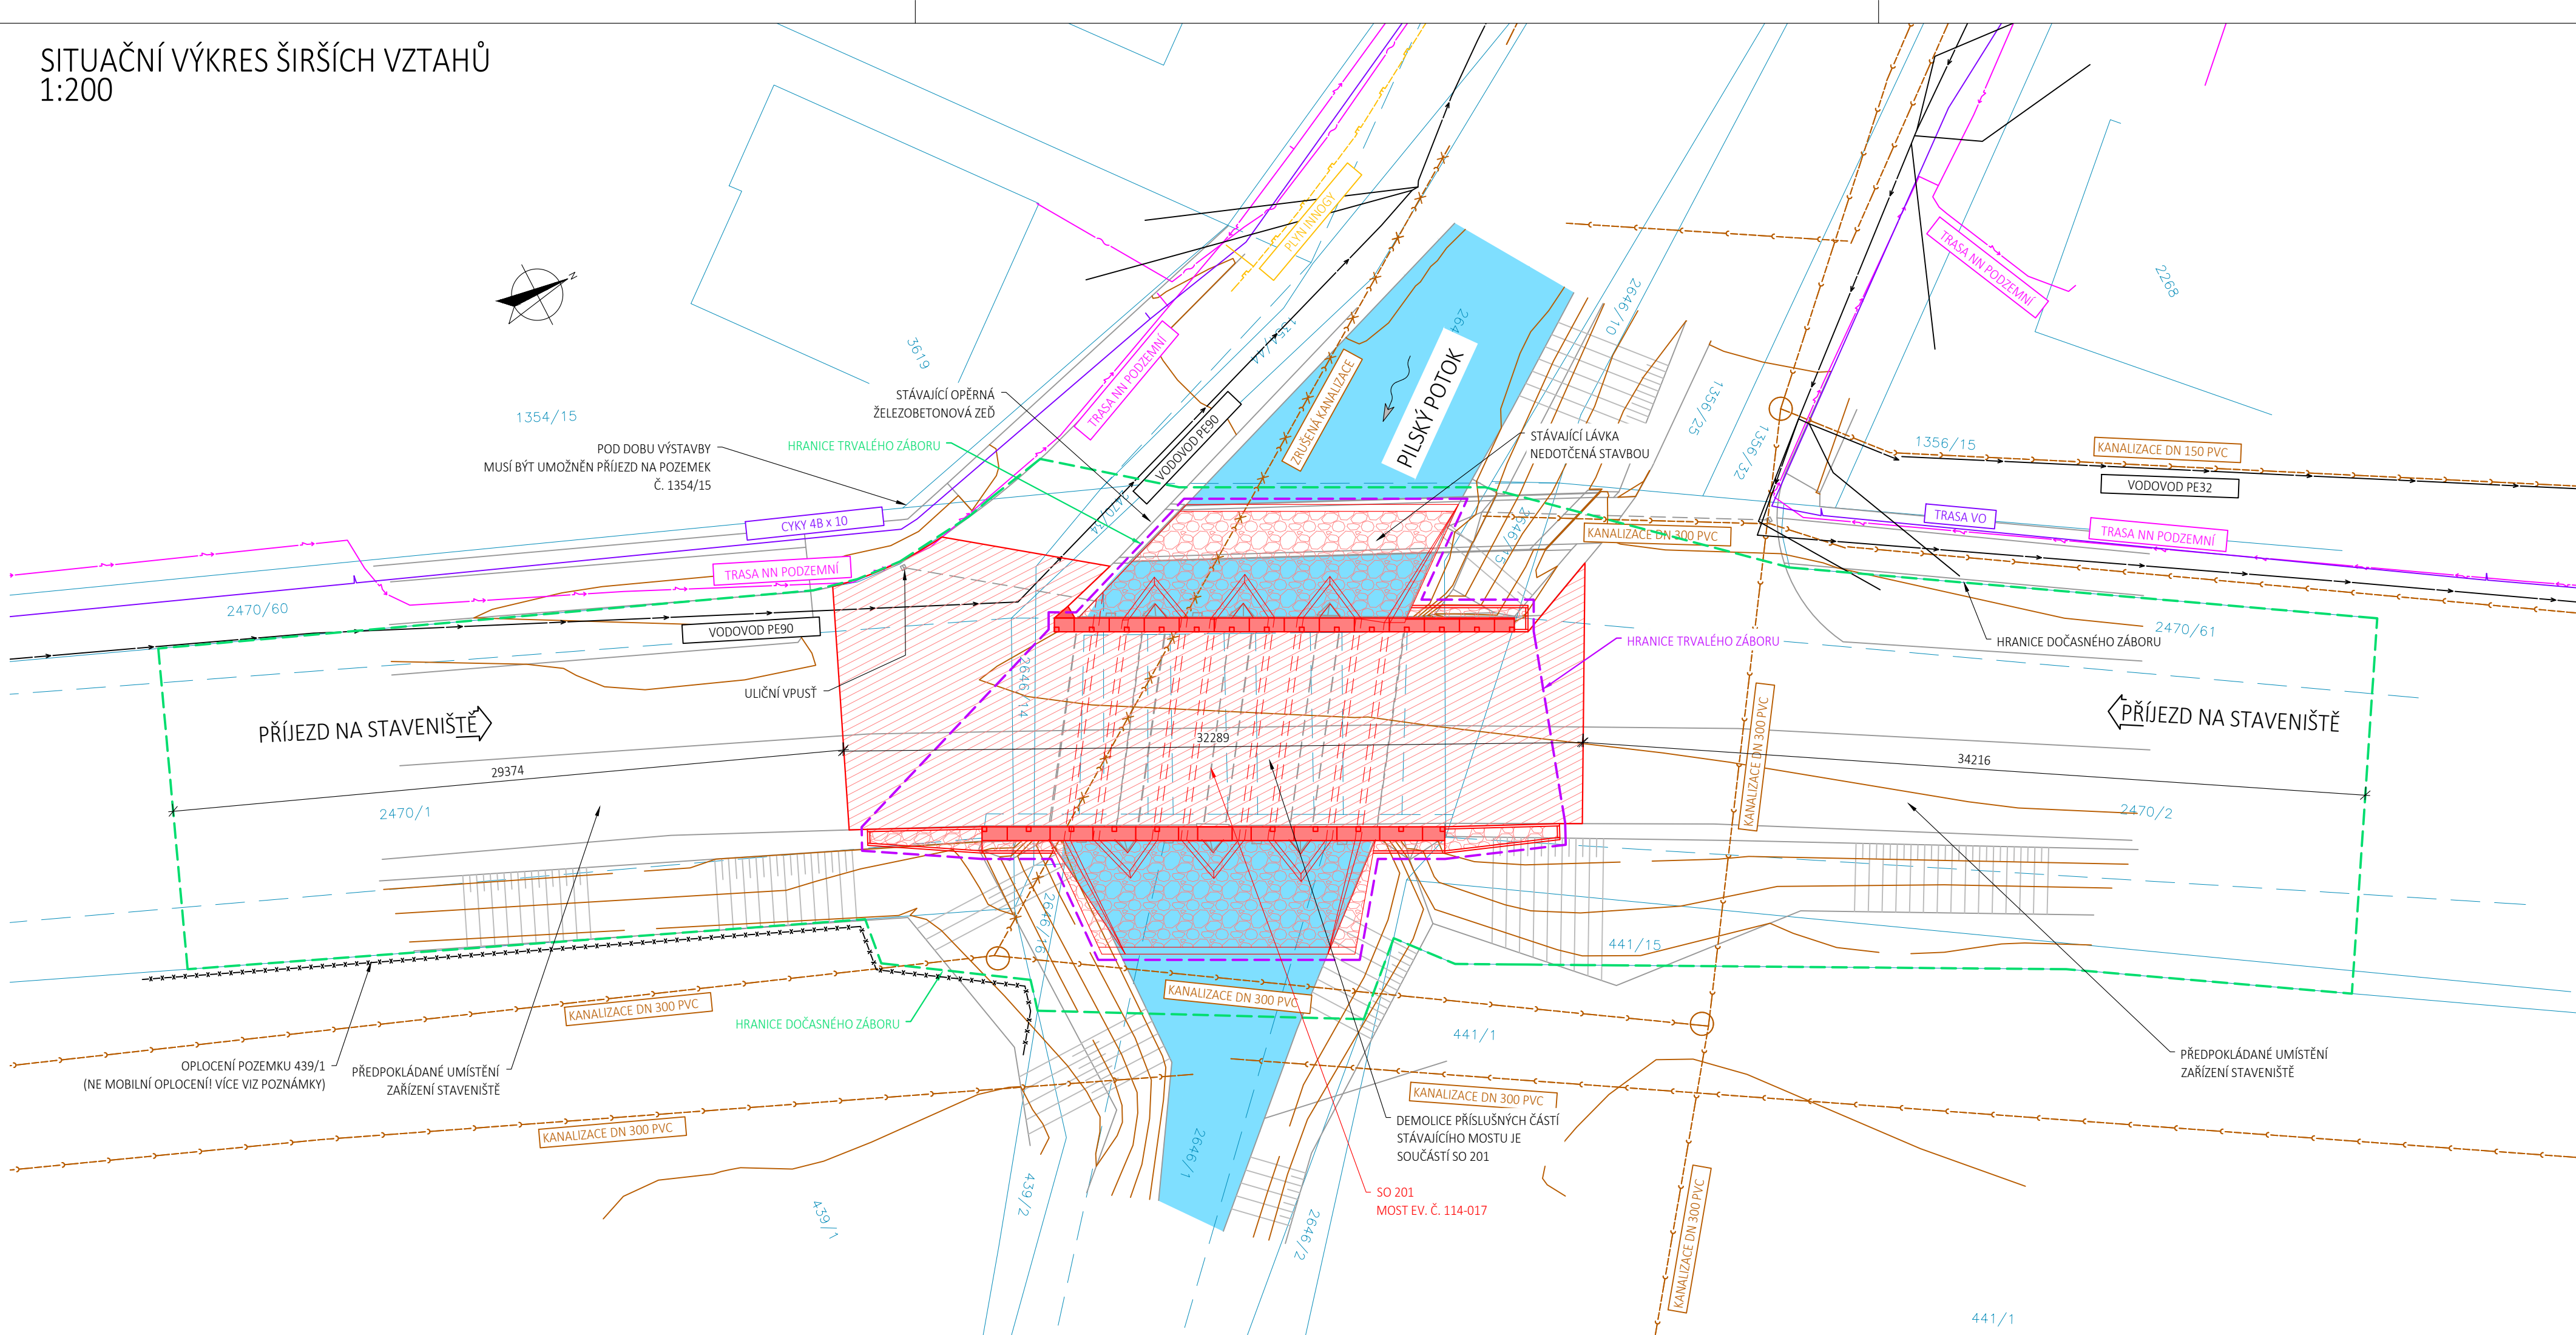 SITUAČNÍ VÝKRES ŠIRŠÍCH VZTAHŮ
1:200
N
PLYN INNOGY
TRASA NN PODZEMNÍ
2268
2646/10
3619
1354/44
1354/15
STÁVAJÍCÍ OPĚRNÁ
ŽELEZOBETONOVÁ ZEĎ
TRASA NN PODZEMNÍ
ZRUŠENÁ KANALIZACE
PILSKÝ POTOK
1356/25
1356/32
1356/15
KANALIZACE DN 150 PVC
VODOVOD PE32
HRANICE TRVALÉHO ZÁBORU
VODOVOD PE90
STÁVAJÍCÍ LÁVKA
NEDOTČENÁ STAVBOU
POD DOBU VÝSTAVBY
MUSÍ BÝT UMOŽNĚN PŘÍJEZD NA POZEMEK
Č. 1354/15
CYKY 4B x 10
KANALIZACE DN 300 PVC
TRASA VO
TRASA NN PODZEMNÍ
TRASA NN PODZEMNÍ
2470/60
VODOVOD PE90
2470/61
HRANICE TRVALÉHO ZÁBORU
HRANICE DOČASNÉHO ZÁBORU
ULIČNÍ VPUSŤ
2646/14
PŘÍJEZD NA STAVENIŠTĚ
PŘÍJEZD NA STAVENIŠTĚ
32289
29374
34216
KANALIZACE DN 300 PVC
2470/1
2470/2
2646/16
441/15
KANALIZACE DN 300 PVC
KANALIZACE DN 300 PVC
HRANICE DOČASNÉHO ZÁBORU
441/1
OPLOCENÍ POZEMKU 439/1
(NE MOBILNÍ OPLOCENÍ! VÍCE VIZ POZNÁMKY)
PŘEDPOKLÁDANÉ UMÍSTĚNÍ
ZAŘÍZENÍ STAVENIŠTĚ
PŘEDPOKLÁDANÉ UMÍSTĚNÍ
ZAŘÍZENÍ STAVENIŠTĚ
KANALIZACE DN 300 PVC
KANALIZACE DN 300 PVC
DEMOLICE PŘÍSLUŠNÝCH ČÁSTÍ
STÁVAJÍCÍHO MOSTU JE
SOUČÁSTÍ SO 201
2646/1
SO 201
MOST EV. Č. 114-017
439/1
439/2
2646/2
KANALIZACE DN 300 PVC
441/1